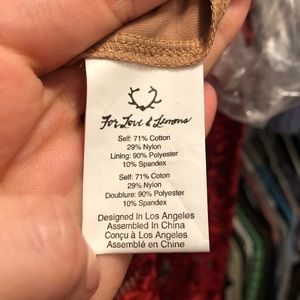 For Love & Lemons
Self: 71% Cotton
29% Nylon
Lining: 90% Polyester
10% Spandex
Self: 71% Coton
29% Nylon
Doublure: 90% Polyester
10% Spandex
Designed In Los Angeles
Assembled In China
Conçu à Los Angeles
Assemblé en Chine